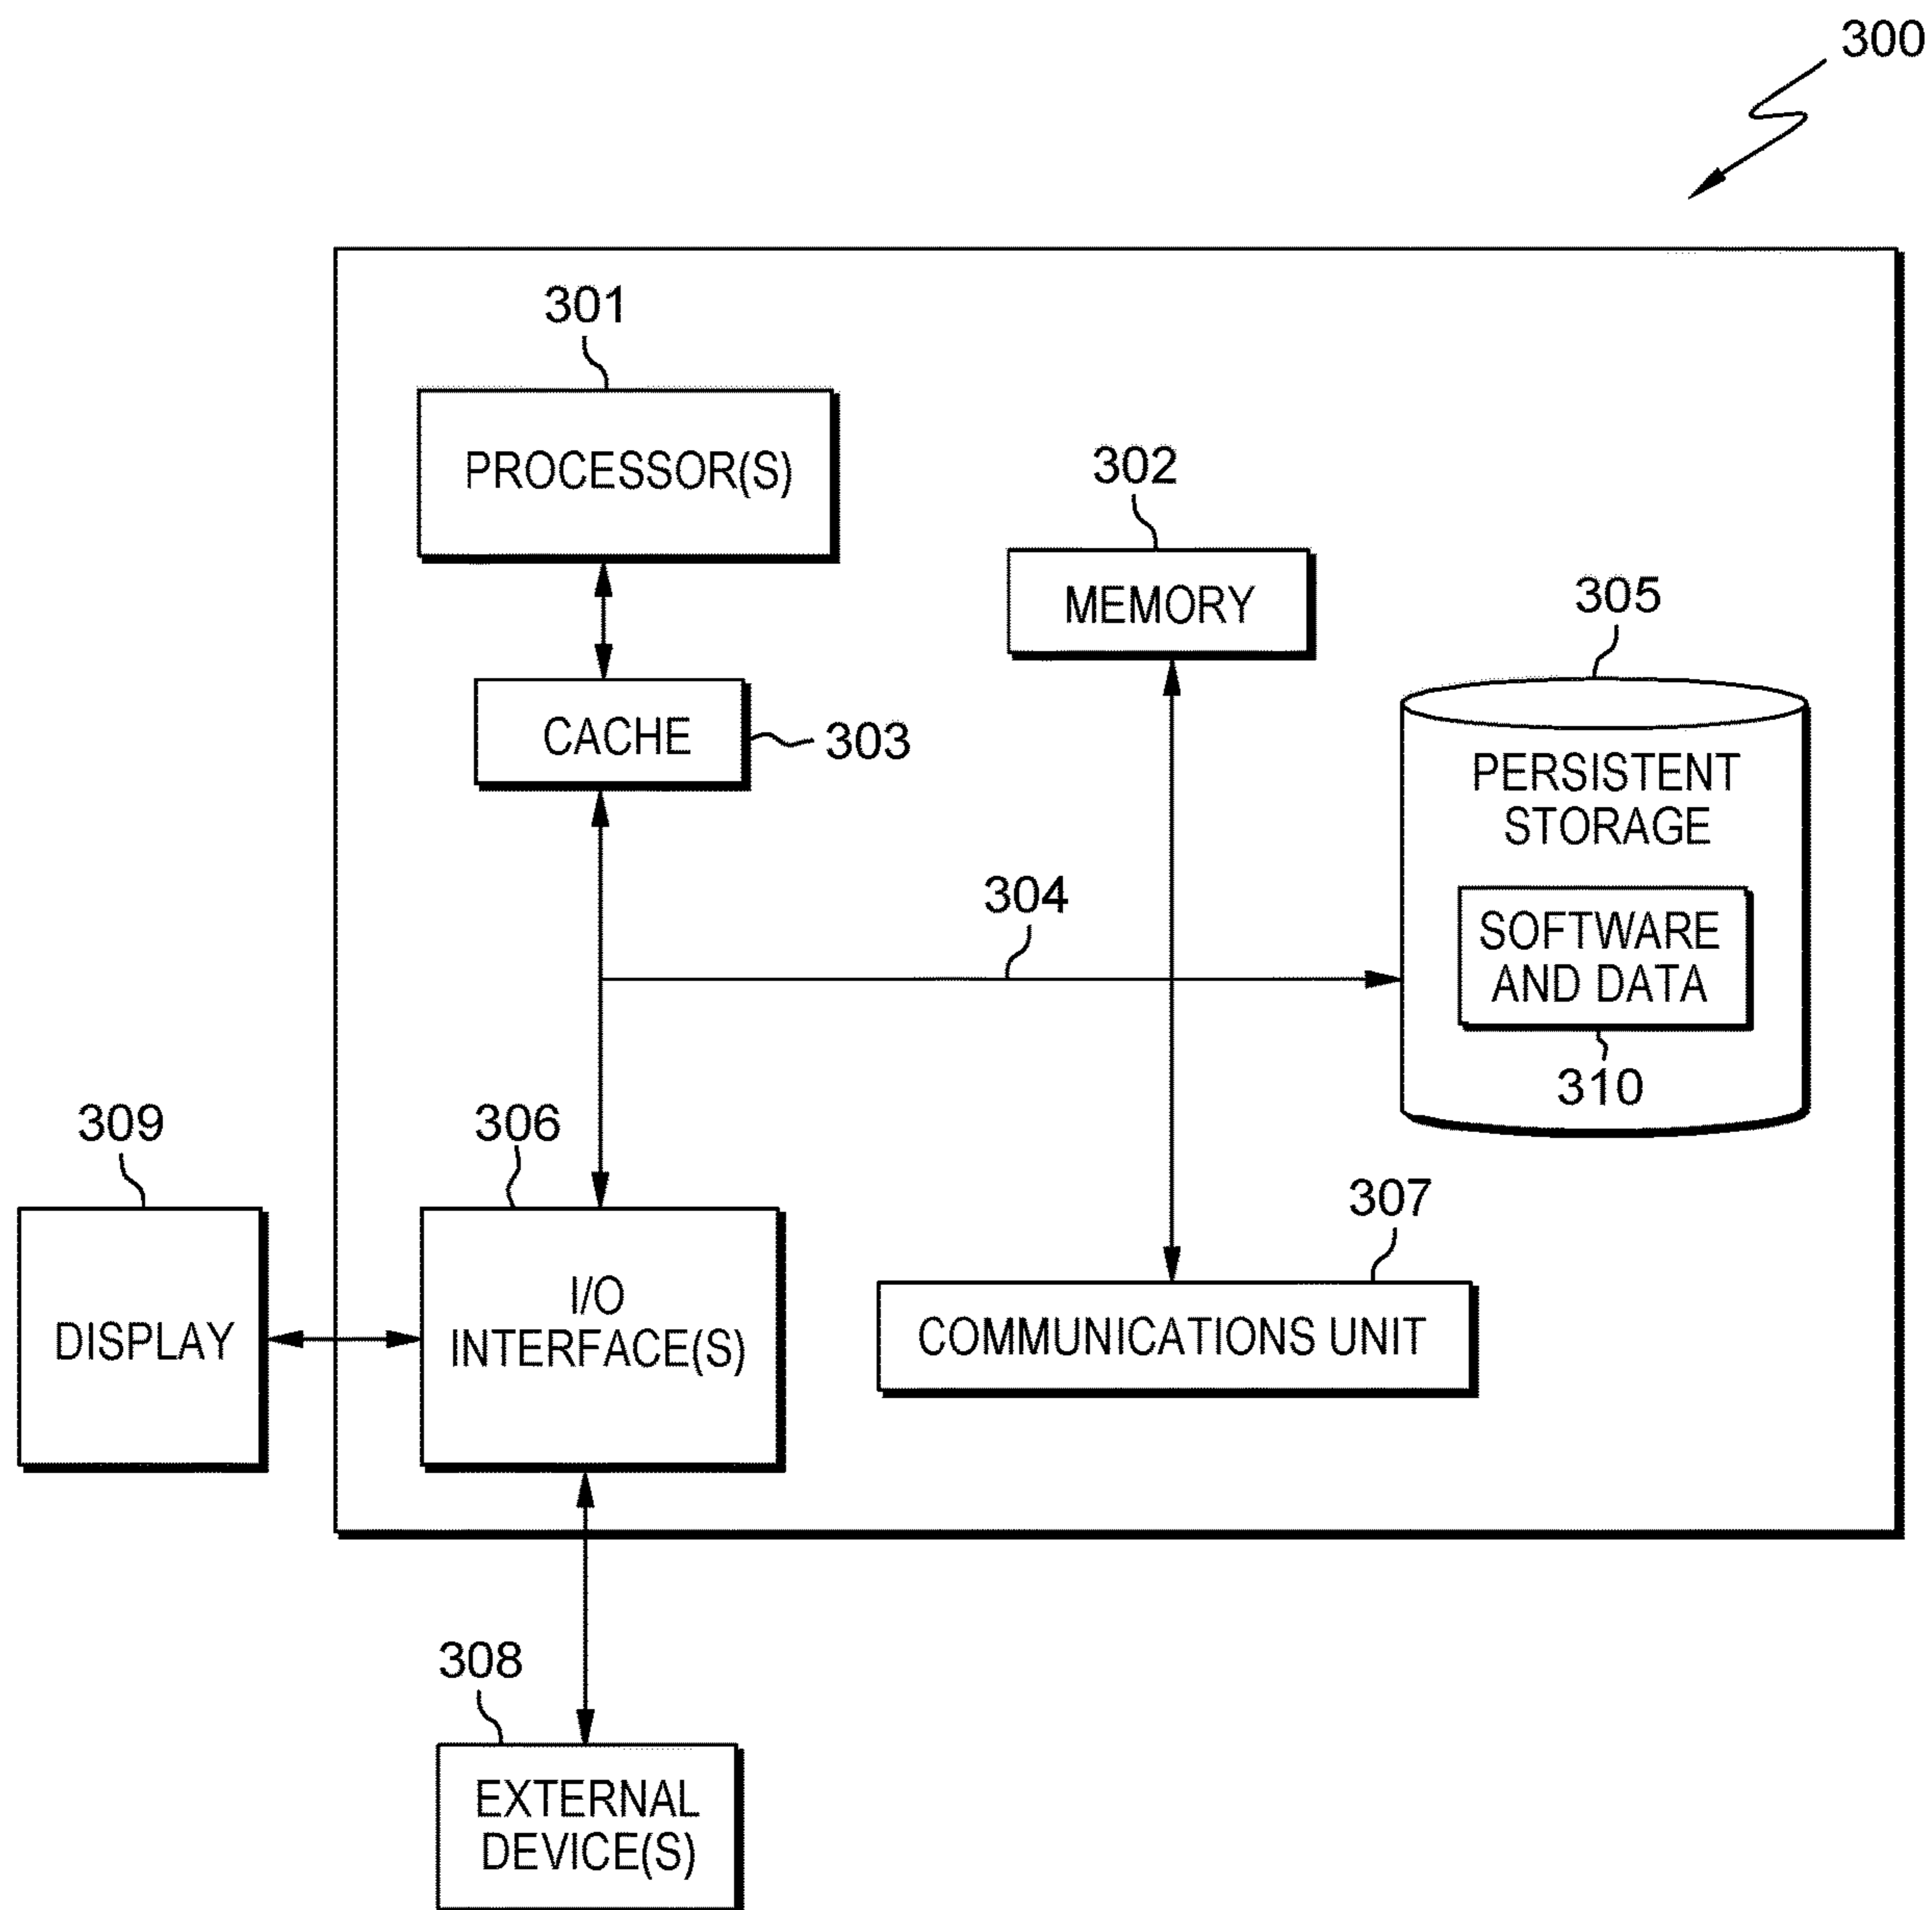 300
301
PROCESSOR(S)
302
MEMORY
305
CACHE
303
PERSISTENT
STORAGE
304
SOFTWARE
AND DATA
310
309
306
307
DISPLAY
I/O
INTERFACE(S)
COMMUNICATIONS UNIT
308
EXTERNAL
DEVICE(S)